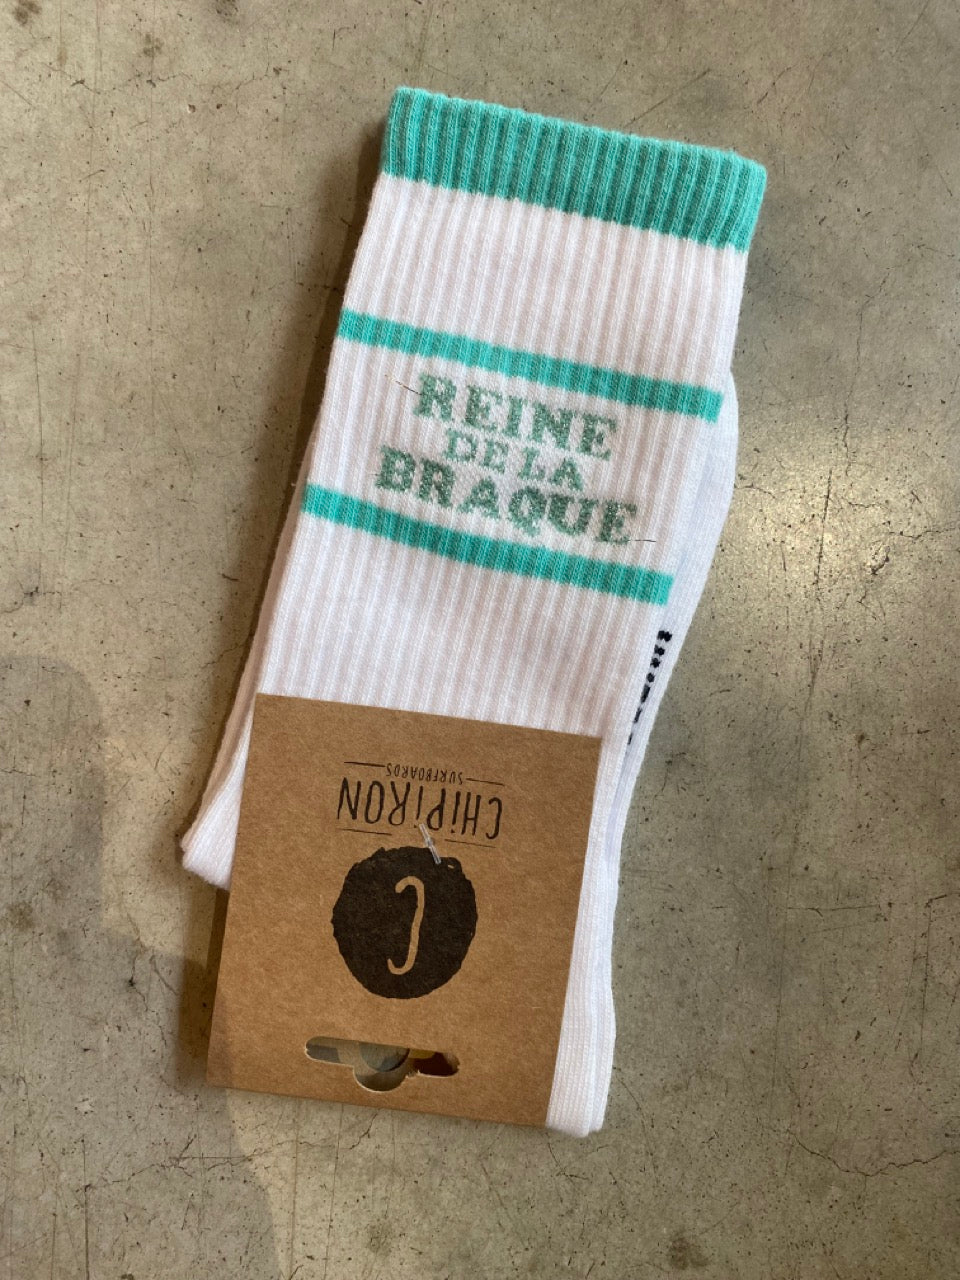 REINE
DE LA
BRAQUE
CHiPiRON
SURFBOARDS